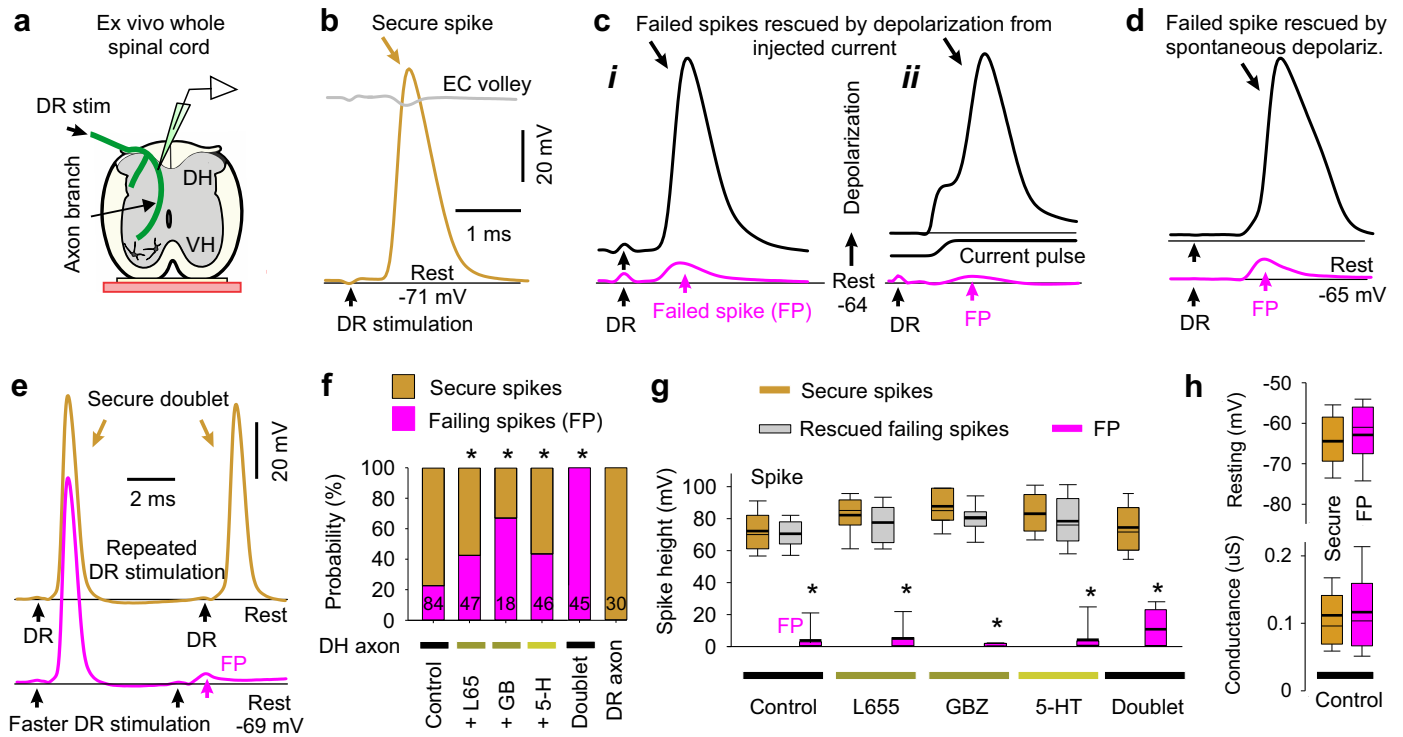 a
Ex vivo whole
spinal cord
DR stim
Axon branch
DH
VH
b
Secure spike
EC volley
20 mV
1 ms
Rest
-71 mV
DR stimulation
c
Failed spikes rescued by depolarization from
injected current
i
ii
Depolarization
Rest
-64
Current pulse
DR
Failed spike (FP)
DR
FP
d
Failed spike rescued by
spontaneous depolariz.
Rest
-65 mV
DR
FP
e
Secure doublet
20 mV
2 ms
Repeated
DR stimulation
Rest
DR
DR
FP
Rest
-69 mV
Faster DR stimulation
f
Secure spikes
Failing spikes (FP)
* * * *
Probability (%)
100
80
60
40
20
0
84 47 18 46 45 30
DH axon
Control
+ L65
+ GB
+ 5-H
Doublet
DR axon
g
Secure spikes
Rescued failing spikes
FP
Spike height (mV)
100
80
60
40
20
0
Spike
FP
* * * * *
Control L655 GBZ 5-HT Doublet
h
Resting (mV)
-50
-60
-70
-80
Secure
FP
Conductance (uS)
0.2
0.1
0
Control